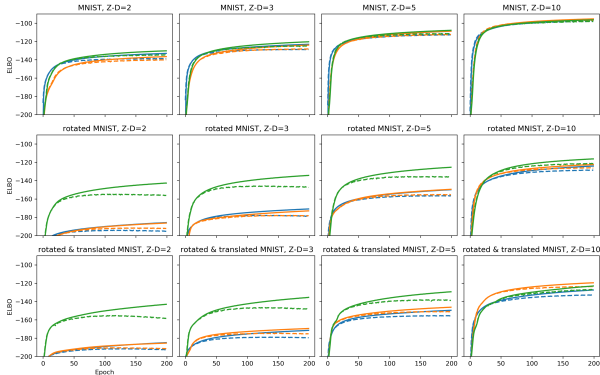 MNIST, Z-D=2
MNIST, Z-D=3
MNIST, Z-D=5
MNIST, Z-D=10
ELBO
−100
−120
−140
−160
−180
−200
rotated MNIST, Z-D=2
rotated MNIST, Z-D=3
rotated MNIST, Z-D=5
rotated MNIST, Z-D=10
ELBO
−100
−120
−140
−160
−180
−200
rotated & translated MNIST, Z-D=2
rotated & translated MNIST, Z-D=3
rotated & translated MNIST, Z-D=5
rotated & translated MNIST, Z-D=10
ELBO
−100
−120
−140
−160
−180
−200
0 50 100 150 200
0 50 100 150 200
0 50 100 150 200
0 50 100 150 200
Epoch